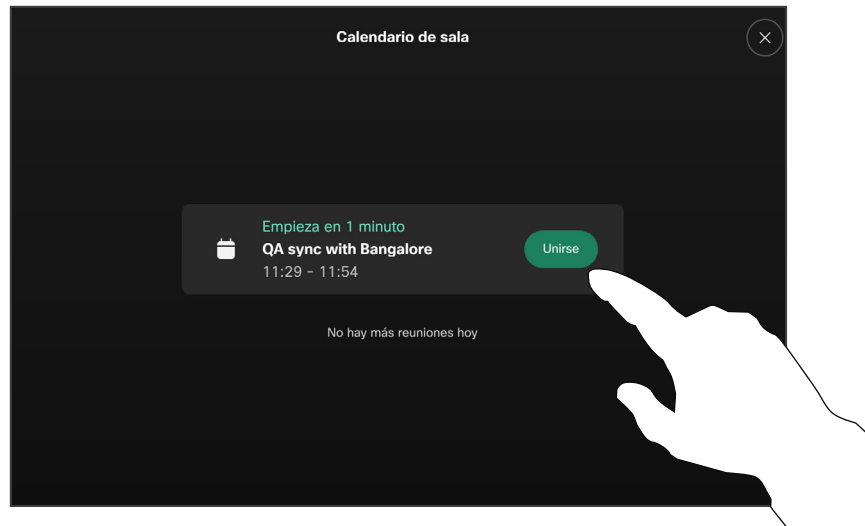 Calendario de sala
Empieza en 1 minuto
QA sync with Bangalore
Unirse
11:29 - 11:54
No hay más reuniones hoy